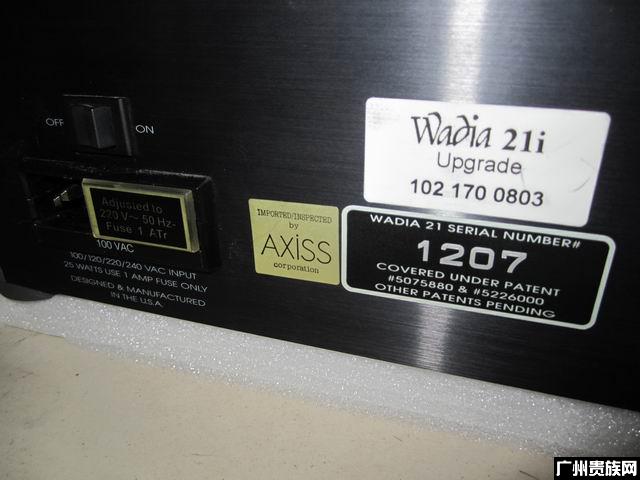 OFF
ON
Adjusted to
220 V~ 50 Hz-
Fuse 1 ATr
100 VAC
100/120/220/240 VAC INPUT
25 WATTS USE 1 AMP FUSE ONLY
DESIGNED & MANUFACTURED
IN THE U.S.A.
IMPORTED/INSPECTED
by
AXiSS
corporation
Wadia 21i
Upgrade
102 170 0803
WADIA 21 SERIAL NUMBER#
1207
COVERED UNDER PATENT
#5075880 & #5226000
OTHER PATENTS PENDING
广州贵族网